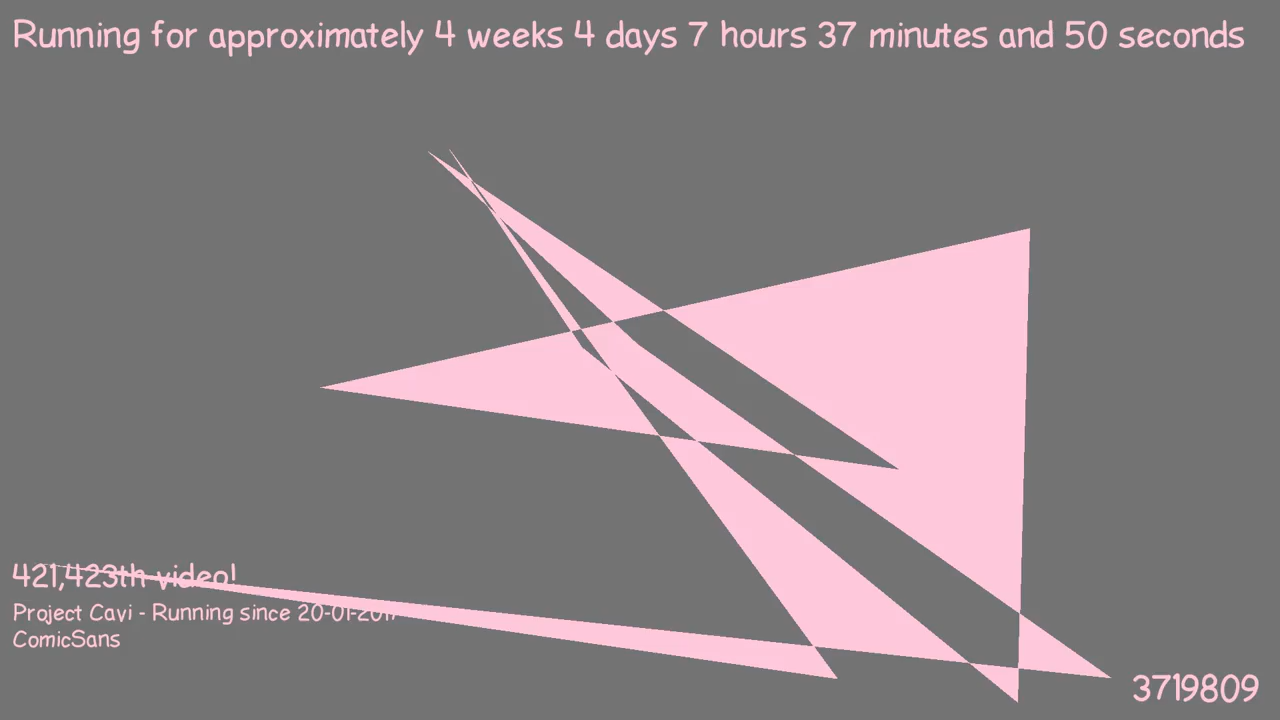 Running for approximately 4 weeks 4 days 7 hours 37 minutes and 50 seconds
421,423th video!
Project Cavi - Running since 20-01-2017
ComicSans
3719809